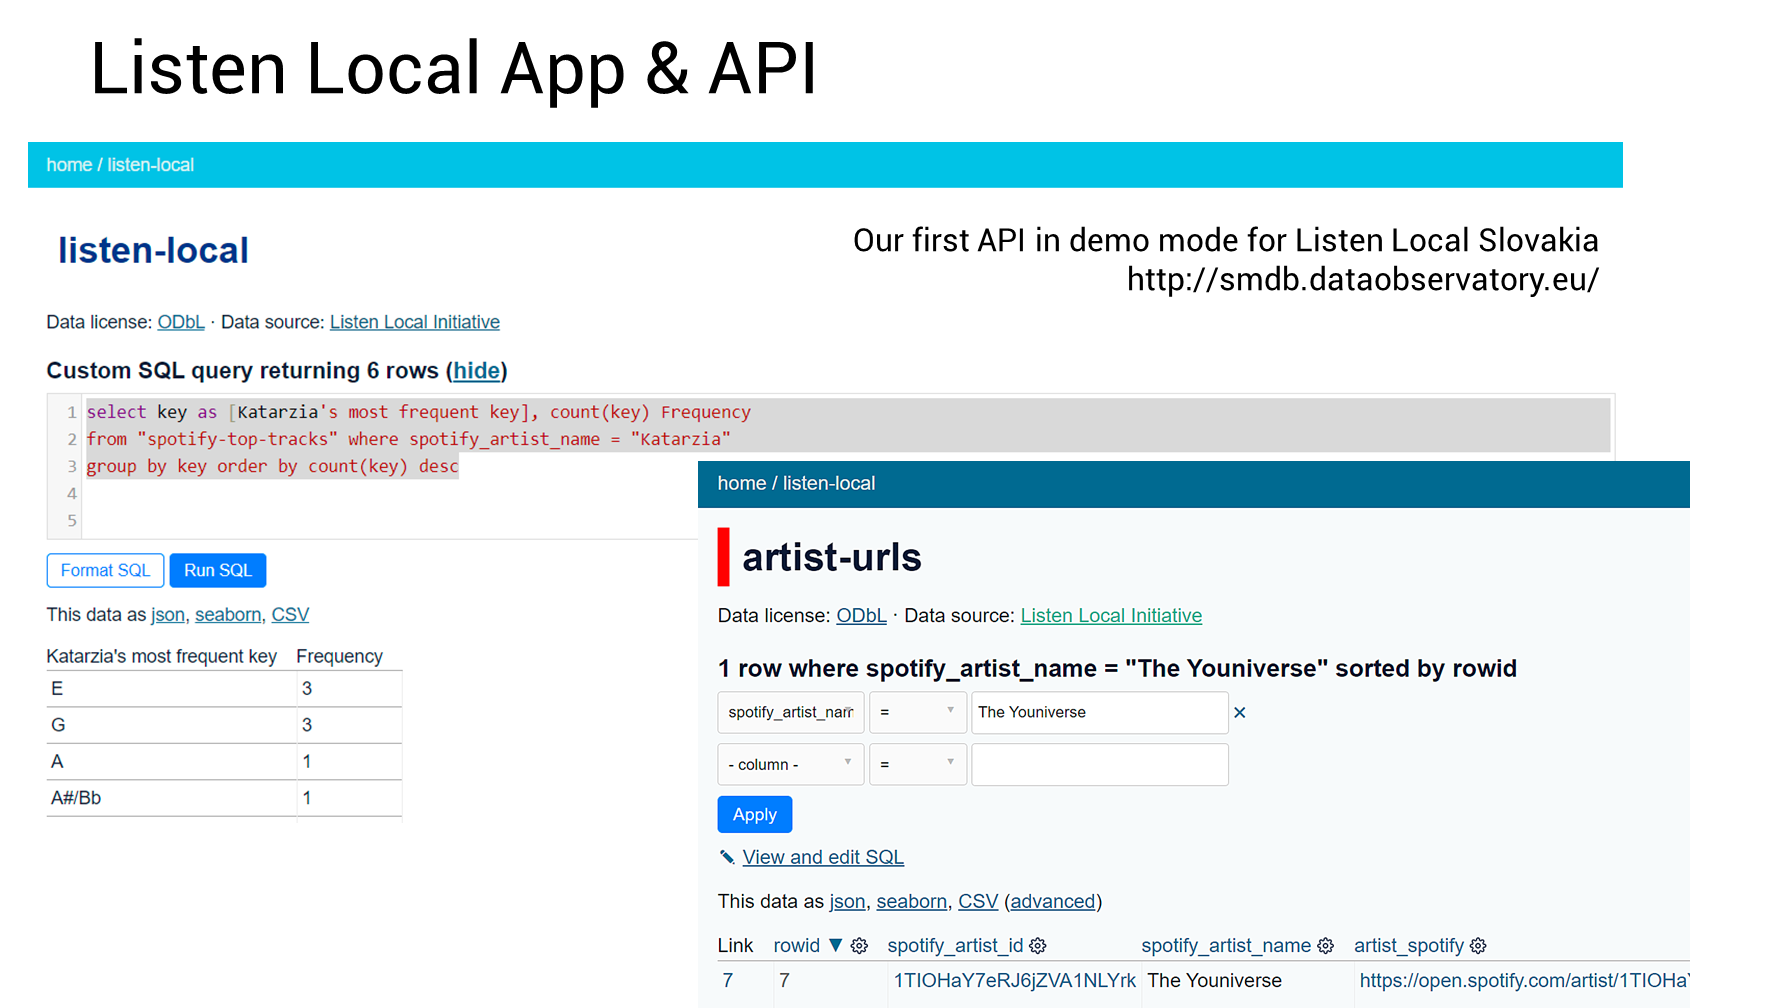 Listen Local App & API
home / listen-local
listen-local
Our first API in demo mode for Listen Local Slovakia
http://smdb.dataobservatory.eu/
Data license: ODbL · Data source: Listen Local Initiative
Custom SQL query returning 6 rows (hide)
1 select key as [Katarzia's most frequent key], count(key) Frequency
2 from "spotify-top-tracks" where spotify_artist_name = "Katarzia"
3 group by key order by count(key) desc
4
5
Format SQL Run SQL
This data as json, seaborn, CSV
Katarzia's most frequent key Frequency
E 3
G 3
A 1
A#/Bb 1
home / listen-local
artist-urls
Data license: ODbL · Data source: Listen Local Initiative
1 row where spotify_artist_name = "The Youniverse" sorted by rowid
spotify_artist_nam = The Youniverse ×
- column - =
Apply
View and edit SQL
This data as json, seaborn, CSV (advanced)
Link rowid ▼ spotify_artist_id spotify_artist_name artist_spotify
7 7 1TIOHaY7eRJ6jZVA1NLYrk The Youniverse https://open.spotify.com/artist/1TIOHaY